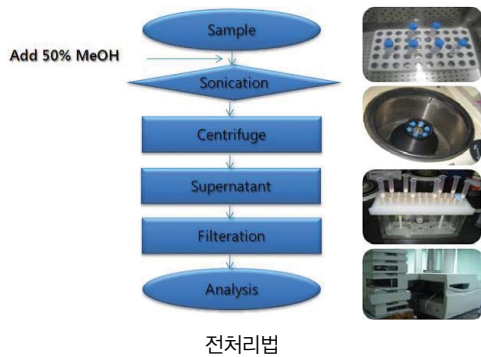 Sample
Add 50% MeOH
Sonication
Centrifuge
Supernatant
Filteration
Analysis
전처리법